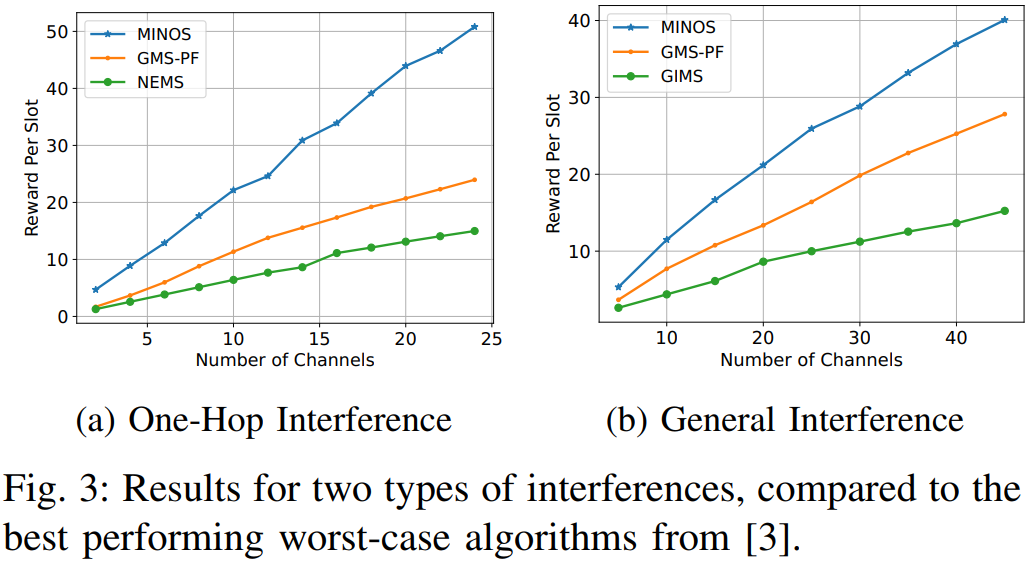 50
40
30
20
10
0
Reward Per Slot
MINOS
GMS-PF
NEMS
5
10
15
20
25
Number of Channels
40
30
20
10
Reward Per Slot
MINOS
GMS-PF
GIMS
10
20
30
40
Number of Channels
(a) One-Hop Interference
(b) General Interference
Fig. 3: Results for two types of interferences, compared to the
best performing worst-case algorithms from [3].